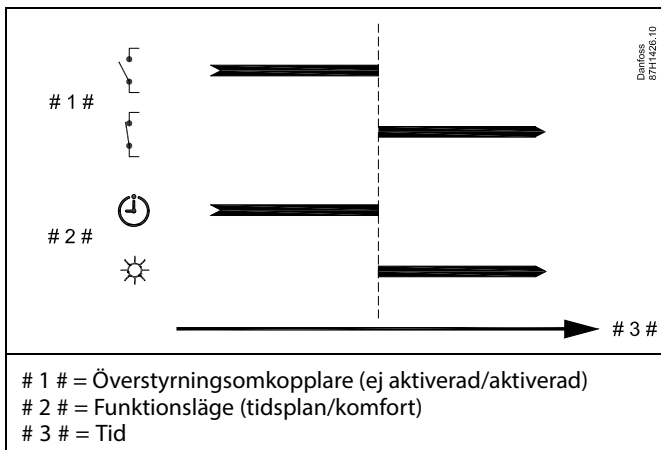 Danfoss
87H1426.10
# 1 #
# 2 #
# 3 #
# 1 # = Överstyrningsomkopplare (ej aktiverad/aktiverad)
# 2 # = Funktionsläge (tidsplan/komfort)
# 3 # = Tid